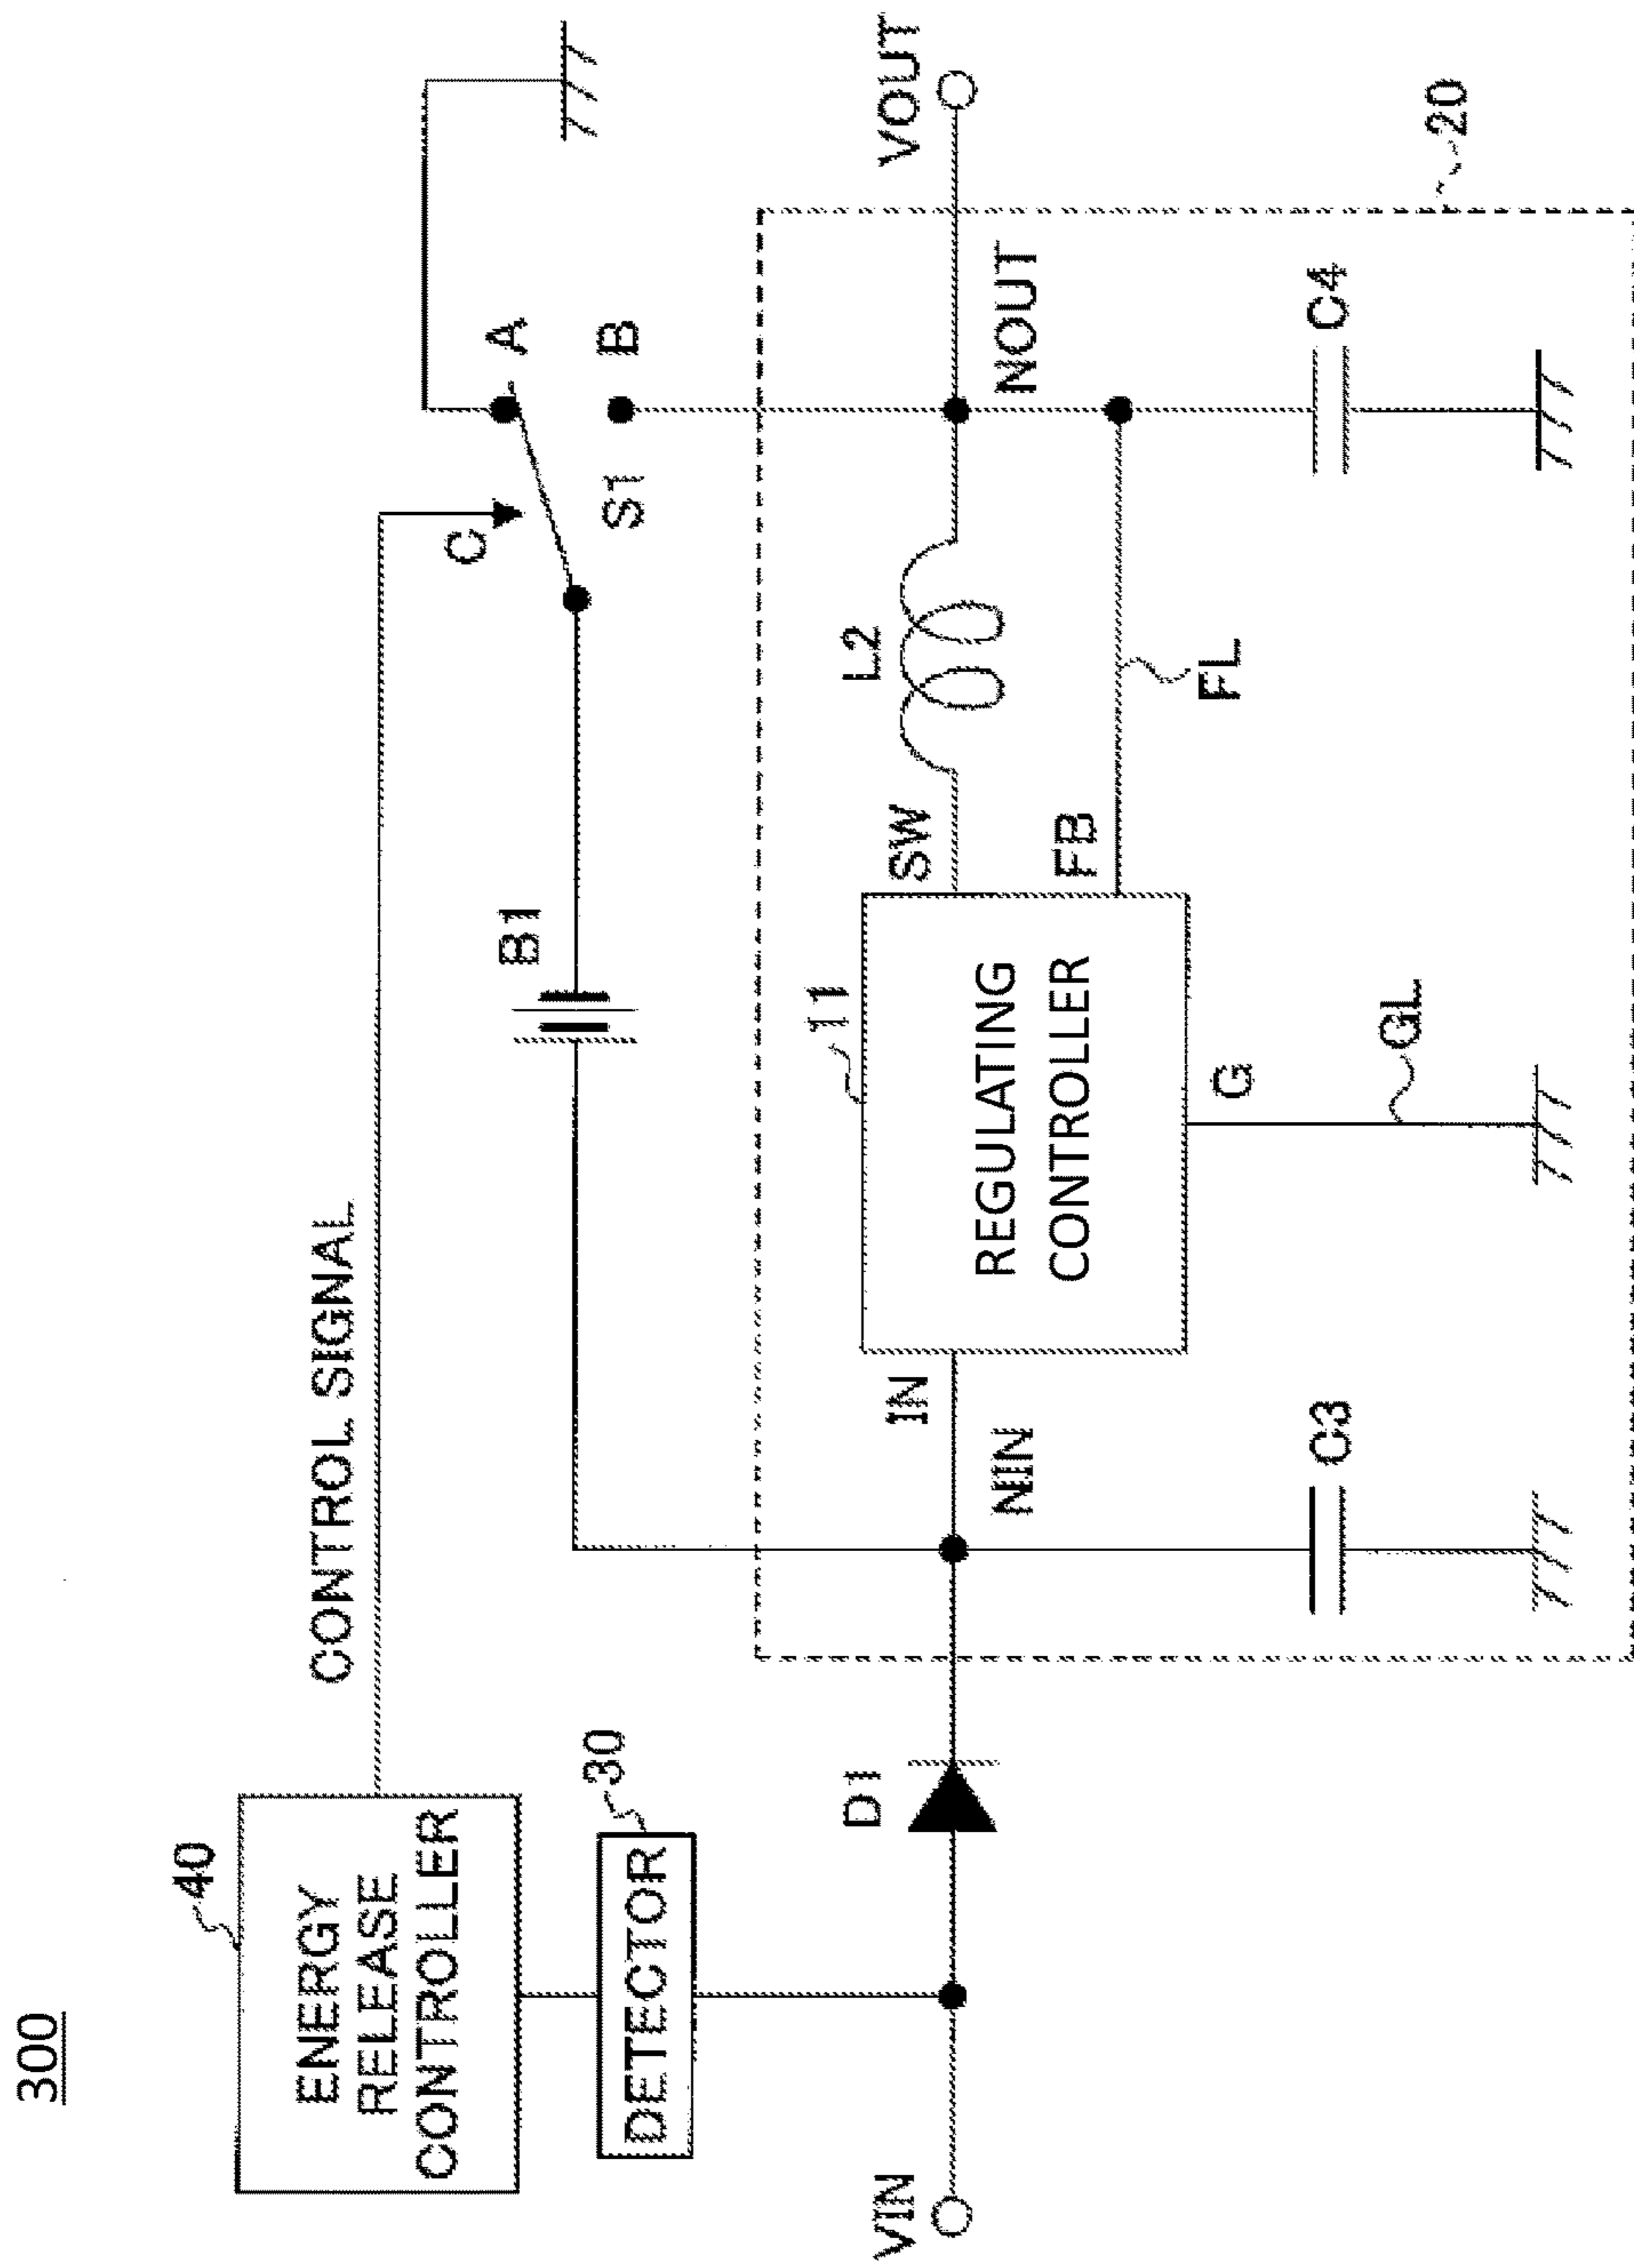 300
40
ENERGY
RELEASE
CONTROLLER
CONTROL SIGNAL
C
A
B
S1
B1
30
DETECTOR
VIN
D1
NIN
IN
11
REGULATING
CONTROLLER
SW
FB
G
GL
L2
FL
NOUT
VOUT
C3
C4
20